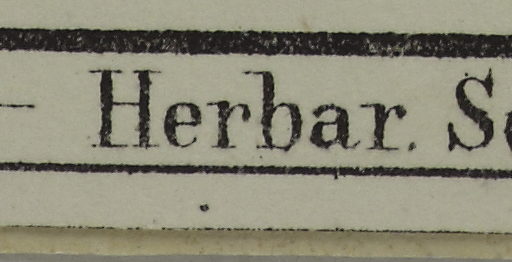 — Herbar.